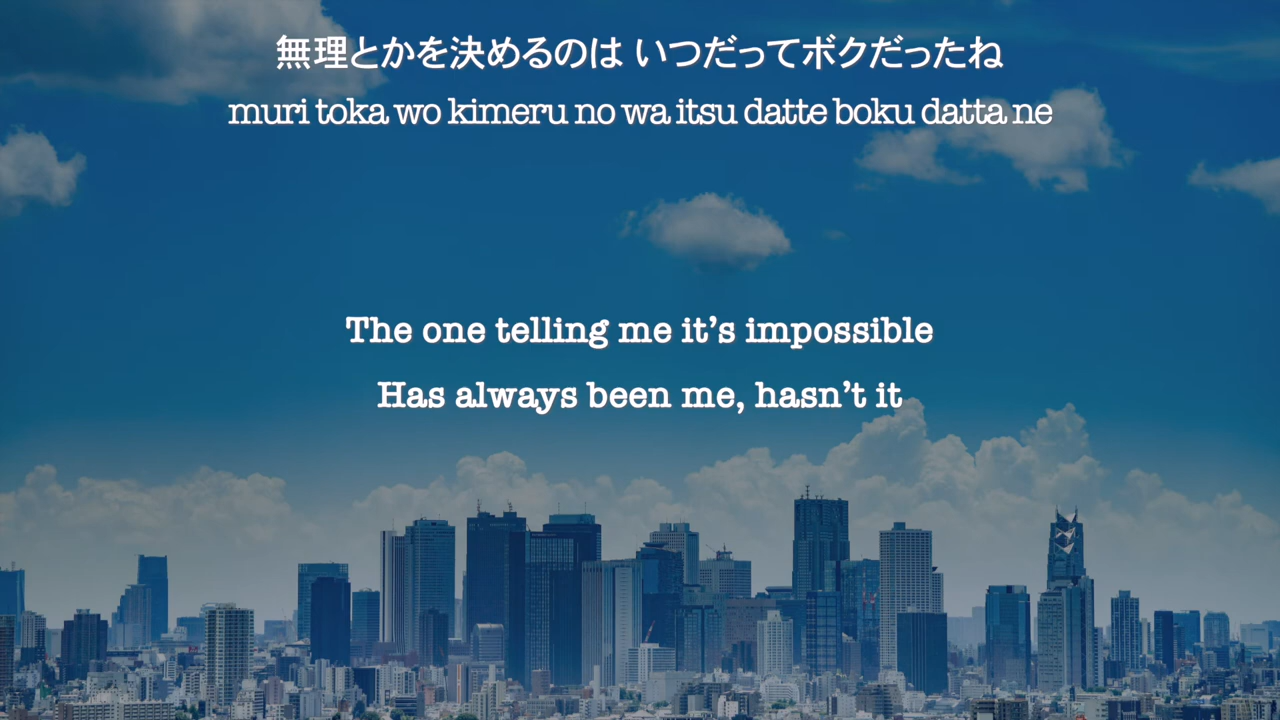 無理とかを決めるのは いつだってボクだったね
muri toka wo kimeru no wa itsu datte boku datta ne
The one telling me it’s impossible
Has always been me, hasn’t it